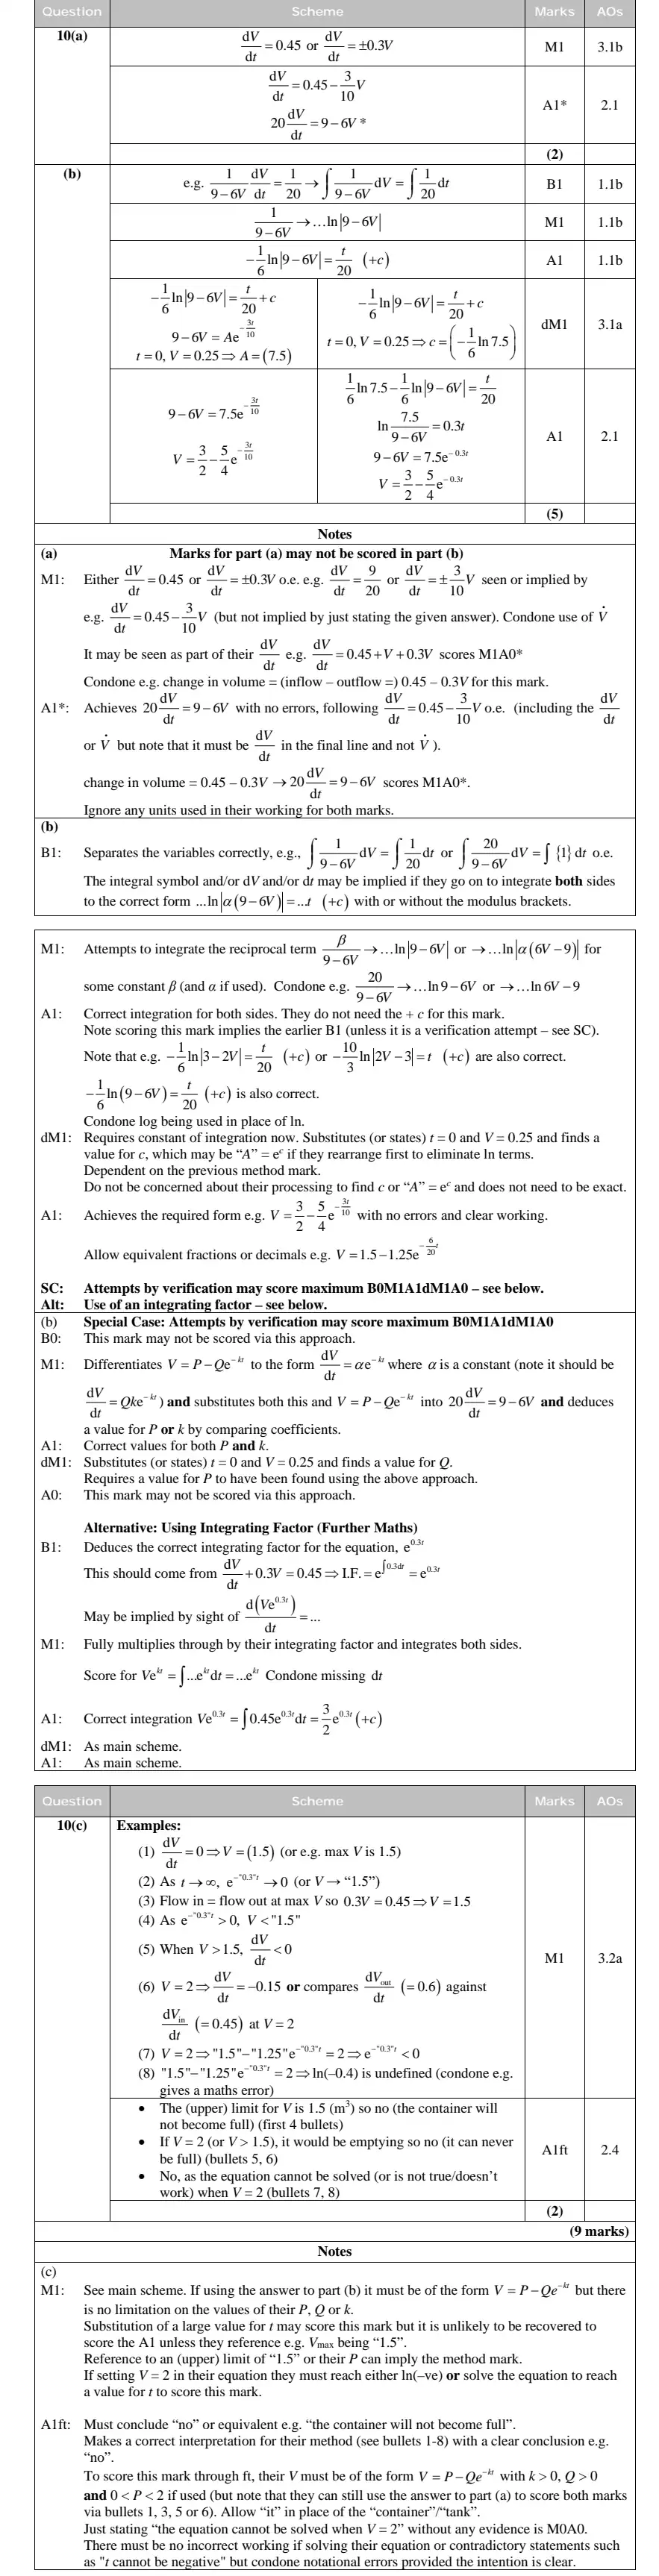 Question Scheme Marks AOs
10(a) dV/dt = 0.45 or dV/dt = ±0.3V M1 3.1b
dV/dt = 0.45 − 3/10 V
20 dV/dt = 9 − 6V * A1* 2.1
(2)
(b) e.g. 1/(9−6V) dV/dt = 1/20 → ∫ 1/(9−6V) dV = ∫ 1/20 dt B1 1.1b
1/(9−6V) → …ln|9−6V| M1 1.1b
−1/6 ln|9−6V| = t/20 (+c) A1 1.1b
−1/6 ln|9−6V| = t/20 + c
9−6V = Ae^(−3t/10)
t = 0, V = 0.25 ⇒ A = (7.5)
−1/6 ln|9−6V| = t/20 + c
t = 0, V = 0.25 ⇒ c = (−1/6 ln 7.5)
dM1 3.1a
9−6V = 7.5e^(−3t/10)
V = 3/2 − 5/4 e^(−3t/10)
1/6 ln 7.5 − 1/6 ln|9−6V| = t/20
ln 7.5/(9−6V) = 0.3t
9−6V = 7.5e^(−0.3t)
V = 3/2 − 5/4 e^(−0.3t)
A1 2.1
(5)
Notes
(a) Marks for part (a) may not be scored in part (b)
M1: Either dV/dt = 0.45 or dV/dt = ±0.3V o.e. e.g. dV/dt = 9/20 or dV/dt = ±3/10 V seen or implied by
e.g. dV/dt = 0.45 − 3/10 V (but not implied by just stating the given answer). Condone use of V̇
It may be seen as part of their dV/dt e.g. dV/dt = 0.45 + V + 0.3V scores M1A0*
Condone e.g. change in volume = (inflow – outflow =) 0.45 – 0.3V for this mark.
A1*: Achieves 20 dV/dt = 9 − 6V with no errors, following dV/dt = 0.45 − 3/10 V o.e. (including the dV/dt
or V̇ but note that it must be dV/dt in the final line and not V̇ ).
change in volume = 0.45 – 0.3V → 20 dV/dt = 9 − 6V scores M1A0*.
Ignore any units used in their working for both marks.
(b)
B1: Separates the variables correctly, e.g., ∫ 1/(9−6V) dV = ∫ 1/20 dt or ∫ 20/(9−6V) dV = ∫ {1} dt o.e.
The integral symbol and/or dV and/or dt may be implied if they go on to integrate both sides
to the correct form ...ln|α(9−6V)| = ...t (+c) with or without the modulus brackets.
M1: Attempts to integrate the reciprocal term β/(9−6V) → …ln|9−6V| or → …ln|α(6V−9)| for
some constant β (and α if used). Condone e.g. 20/(9−6V) → …ln 9−6V or → …ln 6V−9
A1: Correct integration for both sides. They do not need the + c for this mark.
Note scoring this mark implies the earlier B1 (unless it is a verification attempt – see SC).
Note that e.g. −1/6 ln|3−2V| = t/20 (+c) or −10/3 ln|2V−3| = t (+c) are also correct.
−1/6 ln(9−6V) = t/20 (+c) is also correct.
Condone log being used in place of ln.
dM1: Requires constant of integration now. Substitutes (or states) t = 0 and V = 0.25 and finds a
value for c, which may be “A” = e^c if they rearrange first to eliminate ln terms.
Dependent on the previous method mark.
Do not be concerned about their processing to find c or “A” = e^c and does not need to be exact.
A1: Achieves the required form e.g. V = 3/2 − 5/4 e^(−3t/10) with no errors and clear working.
Allow equivalent fractions or decimals e.g. V = 1.5 − 1.25e^(−6/20 t)
SC: Attempts by verification may score maximum B0M1A1dM1A0 – see below.
Alt: Use of an integrating factor – see below.
(b) Special Case: Attempts by verification may score maximum B0M1A1dM1A0
B0: This mark may not be scored via this approach.
M1: Differentiates V = P − Qe^(−kt) to the form dV/dt = αe^(−kt) where α is a constant (note it should be
dV/dt = Qke^(−kt) ) and substitutes both this and V = P − Qe^(−kt) into 20 dV/dt = 9 − 6V and deduces
a value for P or k by comparing coefficients.
A1: Correct values for both P and k.
dM1: Substitutes (or states) t = 0 and V = 0.25 and finds a value for Q.
Requires a value for P to have been found using the above approach.
A0: This mark may not be scored via this approach.
Alternative: Using Integrating Factor (Further Maths)
B1: Deduces the correct integrating factor for the equation, e^(0.3t)
This should come from dV/dt + 0.3V = 0.45 ⇒ I.F. = e^(∫0.3dt) = e^(0.3t)
May be implied by sight of d(Ve^(0.3t))/dt = ...
M1: Fully multiplies through by their integrating factor and integrates both sides.
Score for Ve^(kt) = ∫...e^(kt) dt = ...e^(kt) Condone missing dt
A1: Correct integration Ve^(0.3t) = ∫0.45e^(0.3t) dt = 3/2 e^(0.3t) (+c)
dM1: As main scheme.
A1: As main scheme.
Question Scheme Marks AOs
10(c) Examples:
(1) dV/dt = 0 ⇒ V = (1.5) (or e.g. max V is 1.5)
(2) As t → ∞, e^(−"0.3"t) → 0 (or V → “1.5”)
(3) Flow in = flow out at max V so 0.3V = 0.45 ⇒ V = 1.5
(4) As e^(−"0.3"t) > 0, V < "1.5"
(5) When V > 1.5, dV/dt < 0
(6) V = 2 ⇒ dV/dt = −0.15 or compares dV_out/dt (= 0.6) against
dV_in/dt (= 0.45) at V = 2
(7) V = 2 ⇒ "1.5"−"1.25"e^(−"0.3"t) = 2 ⇒ e^(−"0.3"t) < 0
(8) "1.5"−"1.25"e^(−"0.3"t) = 2 ⇒ ln(–0.4) is undefined (condone e.g.
gives a maths error)
M1 3.2a
• The (upper) limit for V is 1.5 (m³) so no (the container will
not become full) (first 4 bullets)
• If V = 2 (or V > 1.5), it would be emptying so no (it can never
be full) (bullets 5, 6)
• No, as the equation cannot be solved (or is not true/doesn’t
work) when V = 2 (bullets 7, 8)
A1ft 2.4
(2)
(9 marks)
Notes
(c)
M1: See main scheme. If using the answer to part (b) it must be of the form V = P − Qe^(−kt) but there
is no limitation on the values of their P, Q or k.
Substitution of a large value for t may score this mark but it is unlikely to be recovered to
score the A1 unless they reference e.g. V_max being “1.5”.
Reference to an (upper) limit of “1.5” or their P can imply the method mark.
If setting V = 2 in their equation they must reach either ln(–ve) or solve the equation to reach
a value for t to score this mark.
A1ft: Must conclude “no” or equivalent e.g. “the container will not become full”.
Makes a correct interpretation for their method (see bullets 1-8) with a clear conclusion e.g.
“no”.
To score this mark through ft, their V must be of the form V = P − Qe^(−kt) with k > 0, Q > 0
and 0 < P < 2 if used (but note that they can still use the answer to part (a) to score both marks
via bullets 1, 3, 5 or 6). Allow “it” in place of the “container”/“tank”.
Just stating “the equation cannot be solved when V = 2” without any evidence is M0A0.
There must be no incorrect working if solving their equation or contradictory statements such
as "t cannot be negative" but condone notational errors provided the intention is clear.